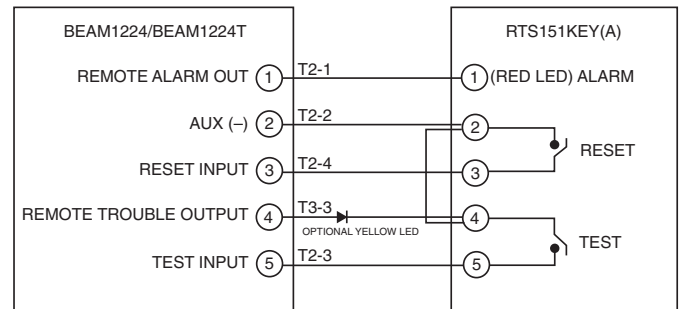 BEAM1224/BEAM1224T RTS151KEY(A)
REMOTE ALARM OUT 1 T2-1 1 (RED LED) ALARM
AUX (–) 2 T2-2 2
RESET
RESET INPUT 3 T2-4 3
REMOTE TROUBLE OUTPUT 4 T3-3 4
OPTIONAL YELLOW LED
TEST
TEST INPUT 5 T2-3 5